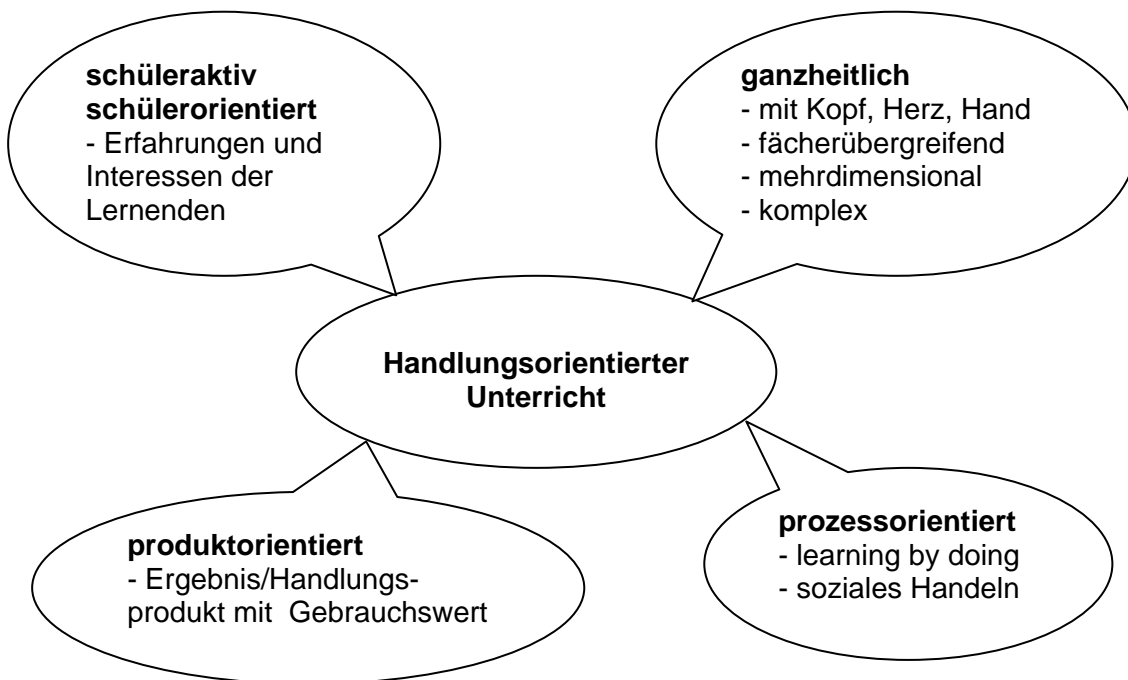 schüleraktiv
schülerorientiert
- Erfahrungen und
Interessen der
Lernenden
ganzheitlich
- mit Kopf, Herz, Hand
- fächerübergreifend
- mehrdimensional
- komplex
Handlungsorientierter
Unterricht
produktorientiert
- Ergebnis/Handlungs-
produkt mit Gebrauchswert
prozessorientiert
- learning by doing
- soziales Handeln